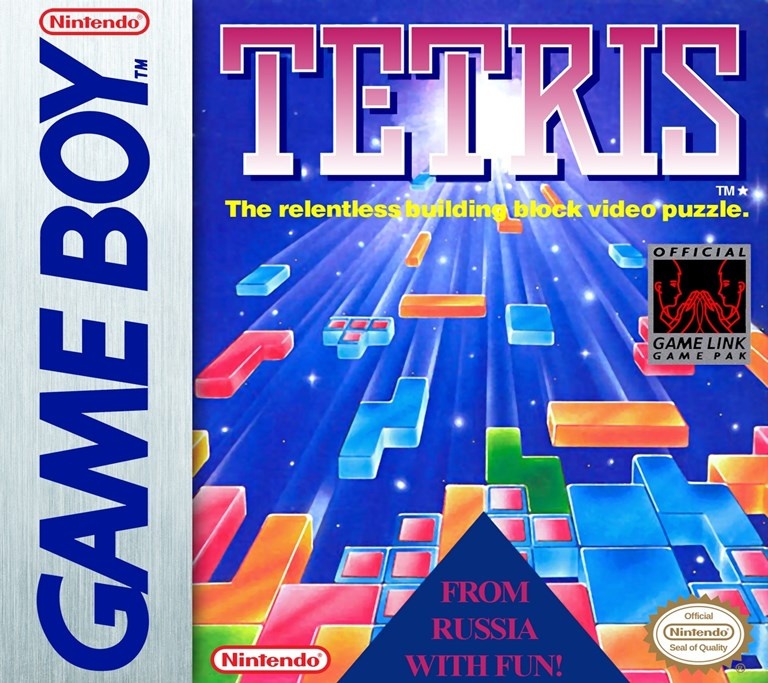 Nintendo®
GAME BOY™
TETRIS
TM★
The relentless building block video puzzle.
OFFICIAL
GAME LINK
GAME PAK
FROM
RUSSIA
WITH FUN!
Nintendo®
Official
Nintendo®
Seal of Quality
©